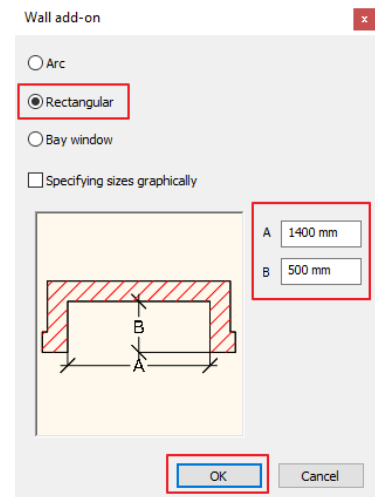 Wall add-on
x
Arc
Rectangular
Bay window
Specifying sizes graphically
A 1400 mm
B 500 mm
B
A
OK Cancel